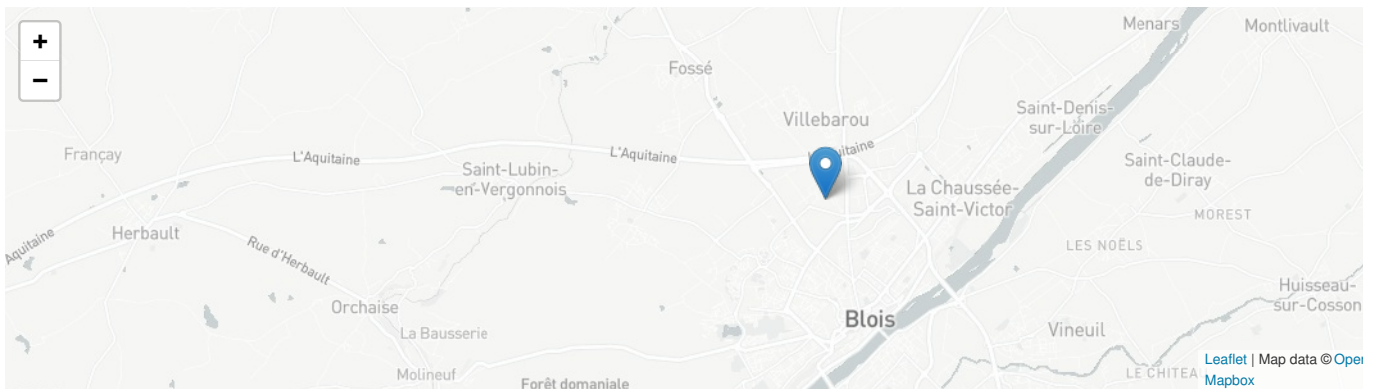 +
−
Menars
Montlivault
Fossé
Saint-Denis-
sur-Loire
Villebarou
L'Aquitaine
L'Aquitaine
Françay
Saint-Lubin-
en-Vergonnois
Saint-Claude-
de-Diray
La Chaussée-
Saint-Victor
MOREST
Aquitaine
Herbault
Rue d'Herbault
LES NOËLS
Huisseau-
sur-Cosson
Orchaise
La Bausserie
Blois
Vineuil
Molineuf
Forêt domaniale
LE CHITEA
Leaflet | Map data © Open
Mapbox